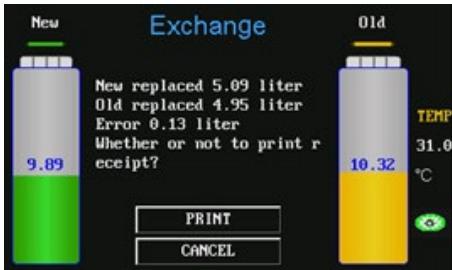 New
Exchange
Old
New replaced 5.09 liter
Old replaced 4.95 liter
Error 0.13 liter
Whether or not to print r
eceipt?
9.89
10.32
TEMP
31.0
°C
PRINT
CANCEL